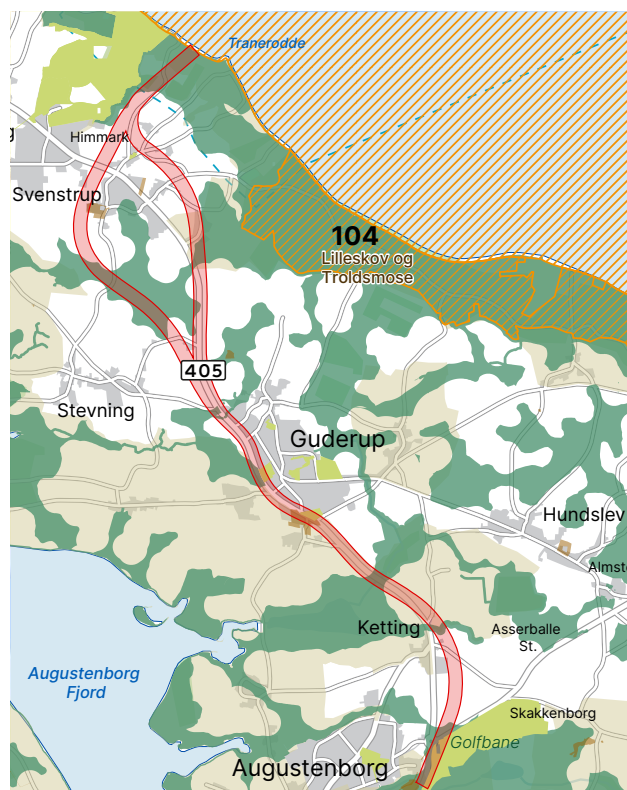 Tranerodde
g
Himmark
Svenstrup
104
Lilleskov og
Troldsmose
405
Stevning
Guderup
Hundslev
Almst
Ketting
Asserballe
St.
Augustenborg
Fjord
Skakkenborg
Golfbane
Augustenborg